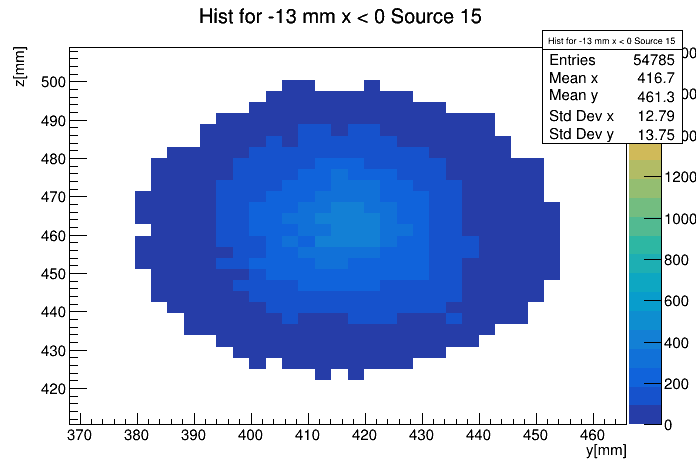 Hist for -13 mm x < 0 Source 15
z[mm]
Hist for -13 mm x < 0 Source 15
Entries 54785
Mean x 416.7
Mean y 461.3
Std Dev x 12.79
Std Dev y 13.75
500
490
480
470
460
450
440
430
420
1200
1000
800
600
400
200
0
370 380 390 400 410 420 430 440 450 460
y[mm]